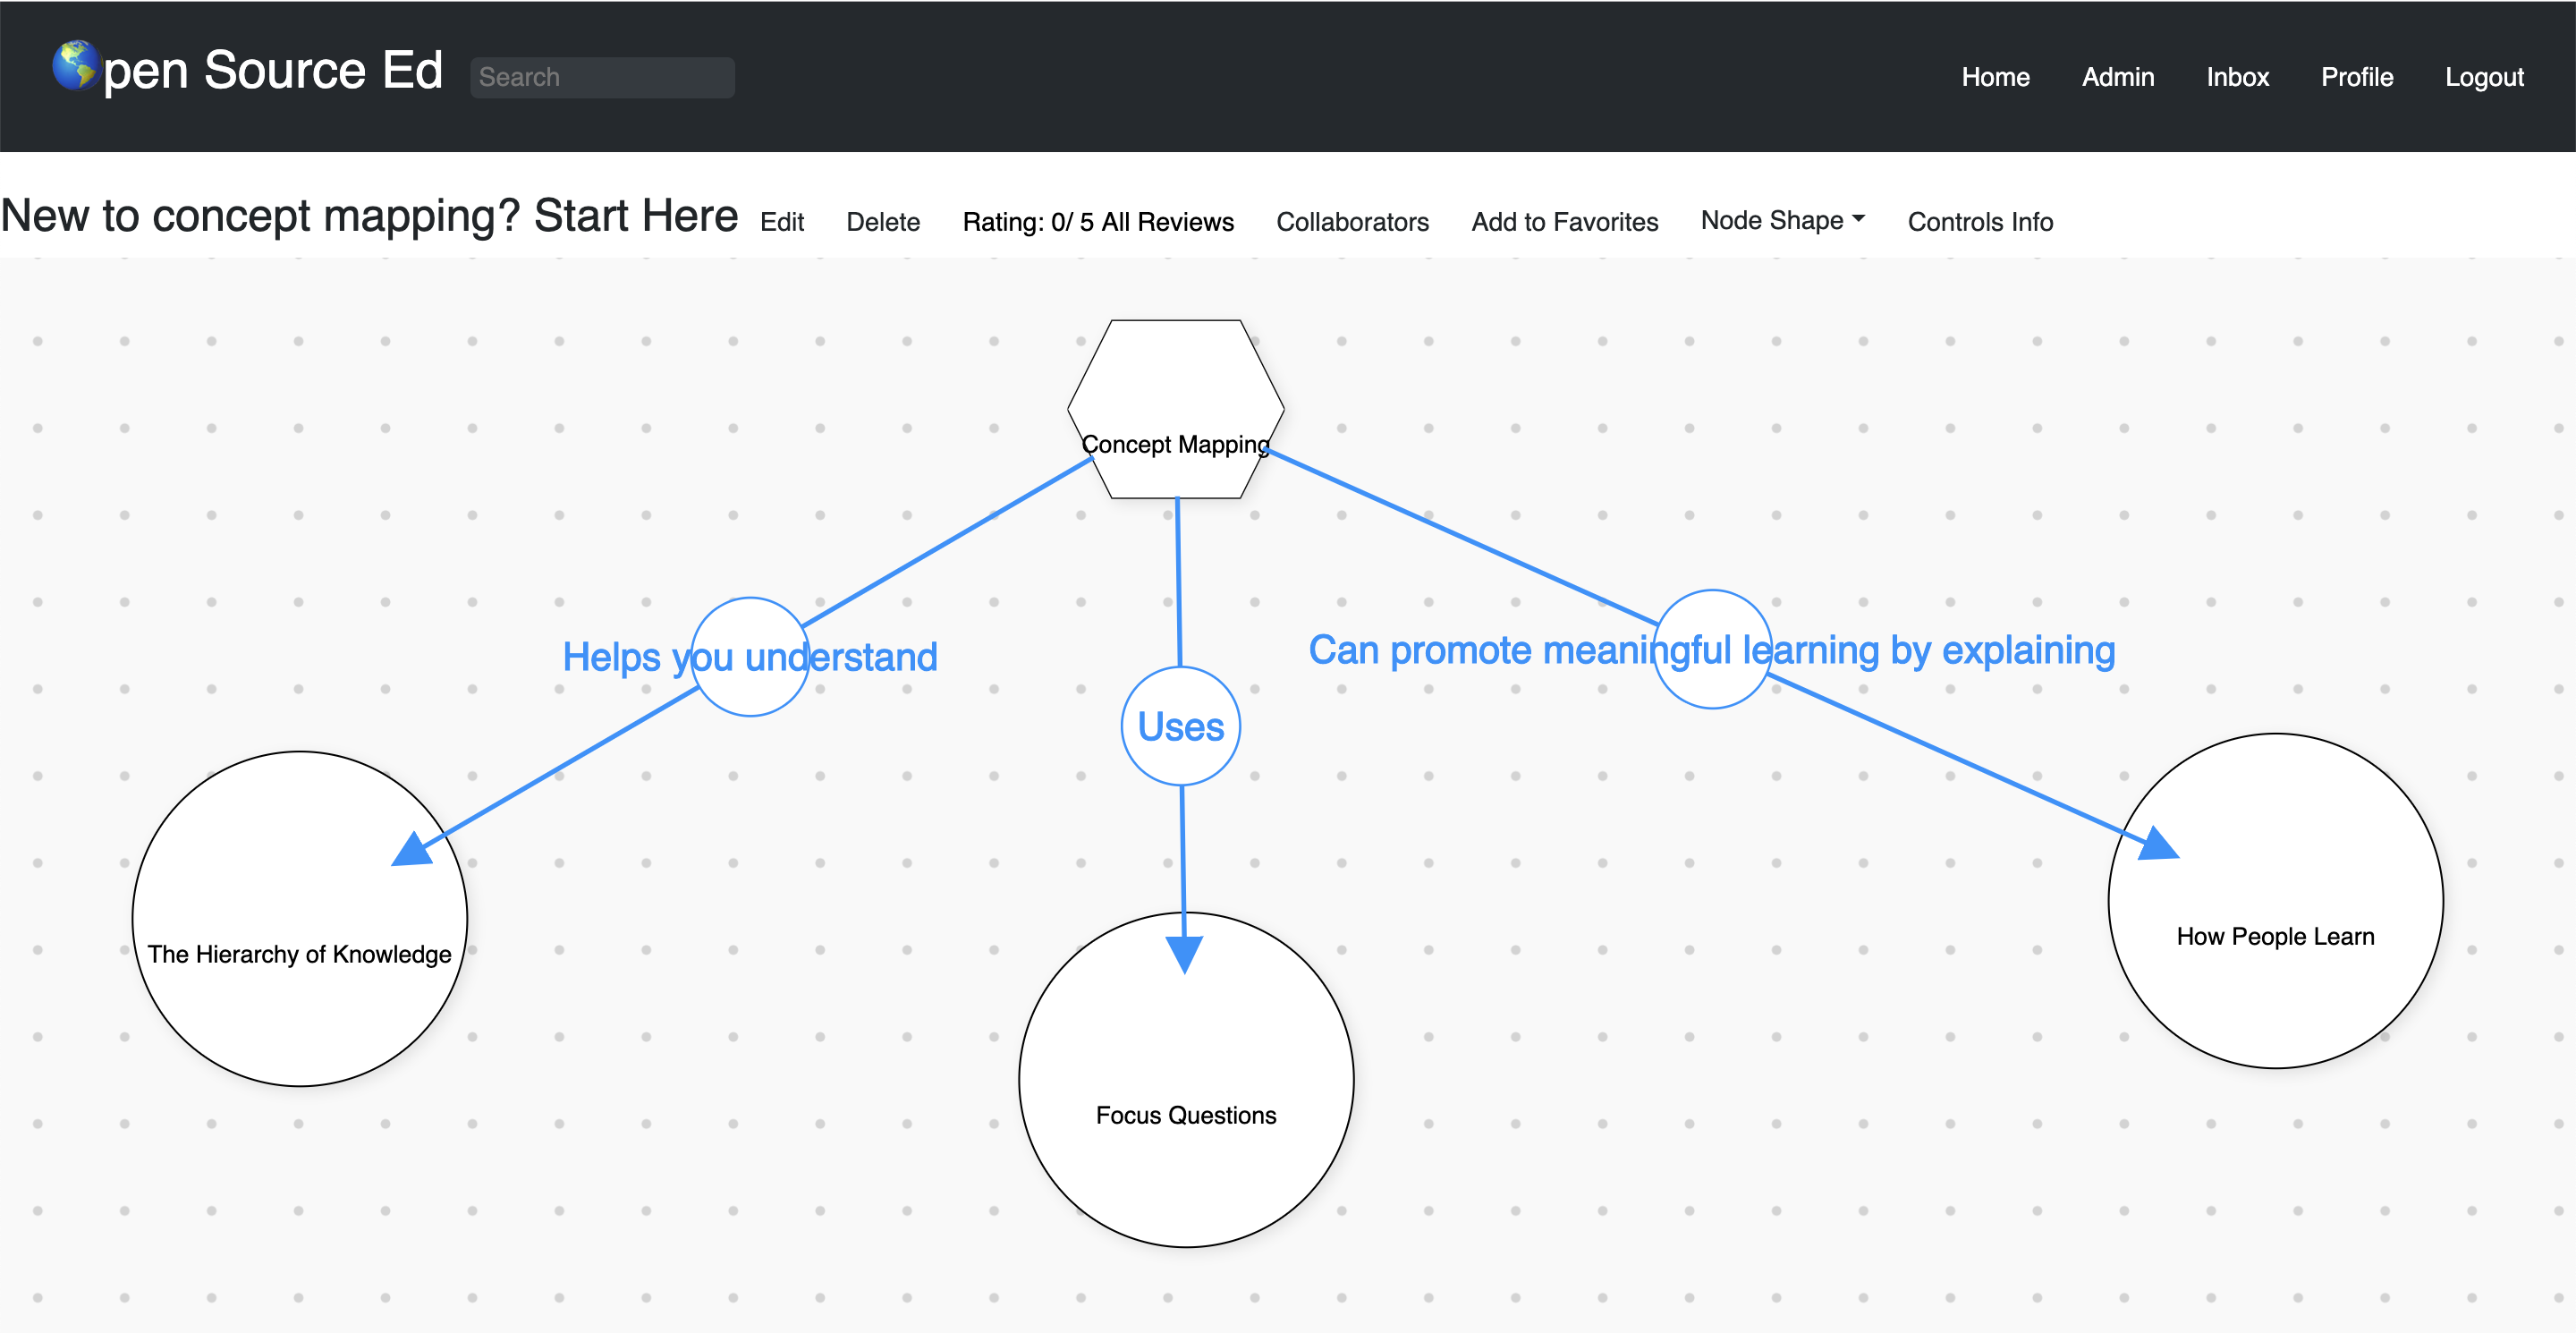 pen Source Ed
Search
Home
Admin
Inbox
Profile
Logout
New to concept mapping? Start Here
Edit
Delete
Rating: 0/ 5 All Reviews
Collaborators
Add to Favorites
Node Shape
Controls Info
Concept Mapping
Helps you understand
Can promote meaningful learning by explaining
Uses
The Hierarchy of Knowledge
How People Learn
Focus Questions